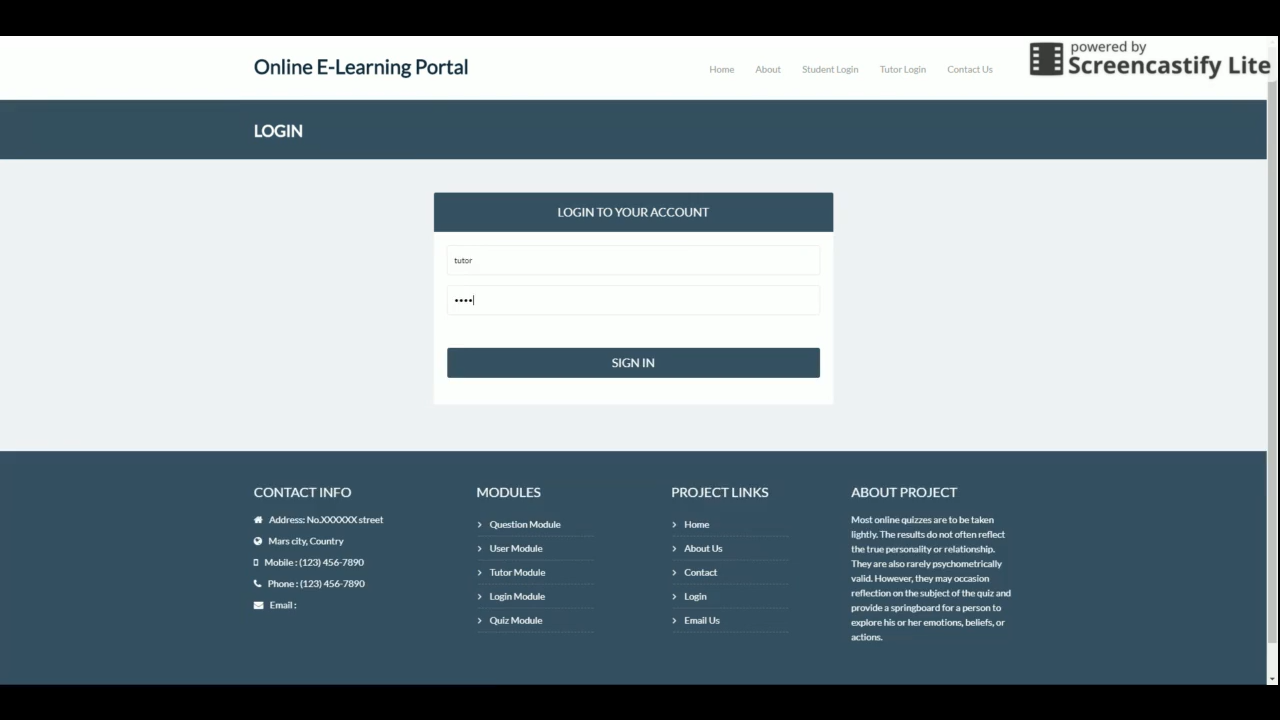 powered by
Screencastify Lite
Online E-Learning Portal
Home About Student Login Tutor Login Contact Us
LOGIN
LOGIN TO YOUR ACCOUNT
tutor
••••
SIGN IN
CONTACT INFO
Address: No.XXXXXX street
Mars city, Country
Mobile : (123) 456-7890
Phone : (123) 456-7890
Email :
MODULES
Question Module
User Module
Tutor Module
Login Module
Quiz Module
PROJECT LINKS
Home
About Us
Contact
Login
Email Us
ABOUT PROJECT
Most online quizzes are to be taken
lightly. The results do not often reflect
the true personality or relationship.
They are also rarely psychometrically
valid. However, they may occasion
reflection on the subject of the quiz and
provide a springboard for a person to
explore his or her emotions, beliefs, or
actions.